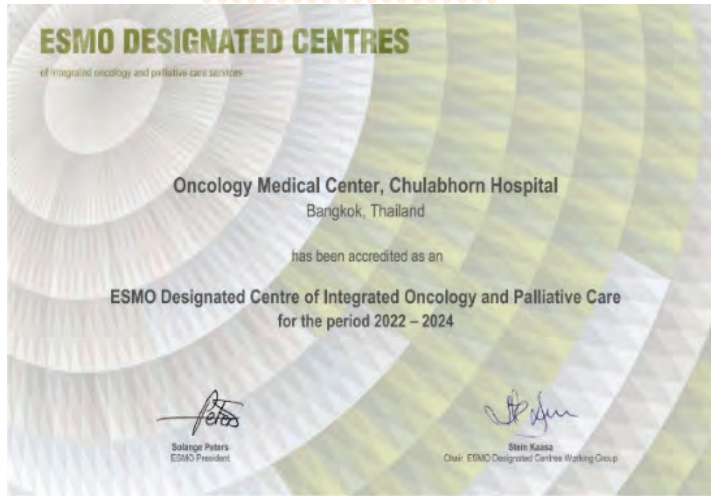 ESMO DESIGNATED CENTRES
of integrated oncology and palliative care services
Oncology Medical Center, Chulabhorn Hospital
Bangkok, Thailand
has been accredited as an
ESMO Designated Centre of Integrated Oncology and Palliative Care
for the period 2022 – 2024
Peters
Solange Peters
ESMO President
Stein Kaasa
Chair, ESMO Designated Centres Working Group